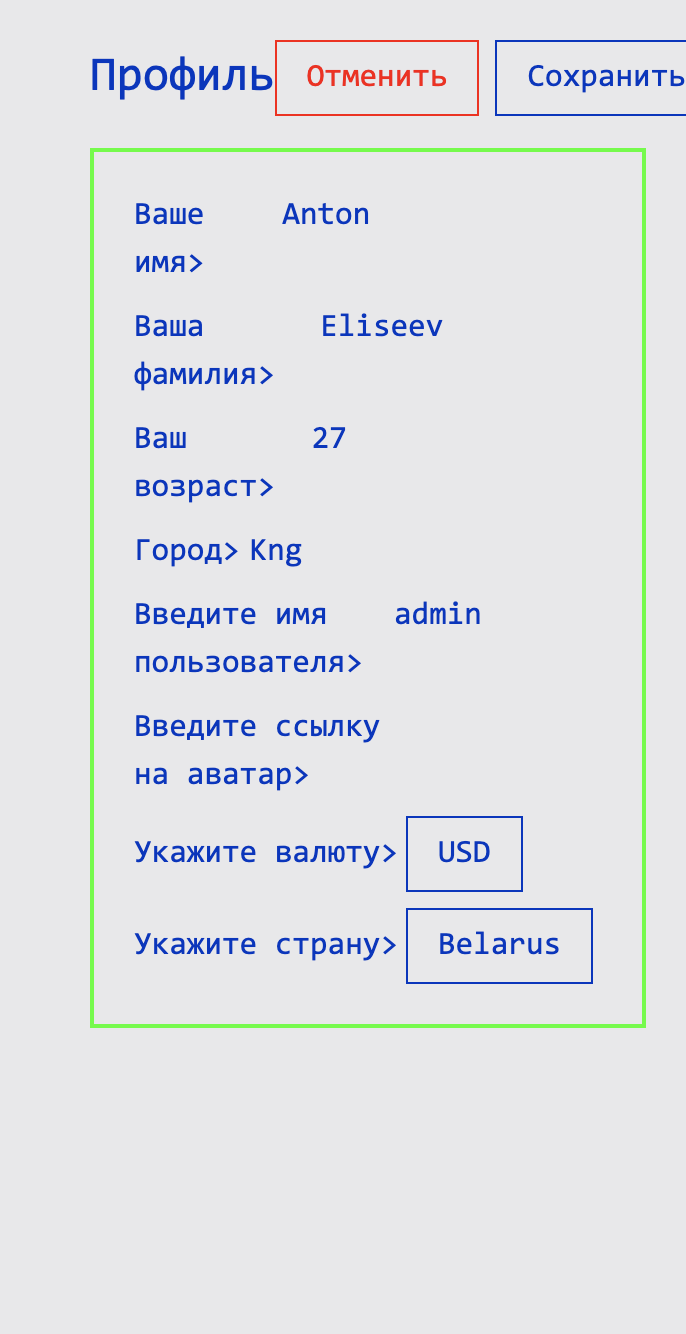 Профиль Отменить Сохранить
Ваше Anton
имя>
Ваша Eliseev
фамилия>
Ваш 27
возраст>
Город> Kng
Введите имя admin
пользователя>
Введите ссылку
на аватар>
Укажите валюту> USD
Укажите страну> Belarus